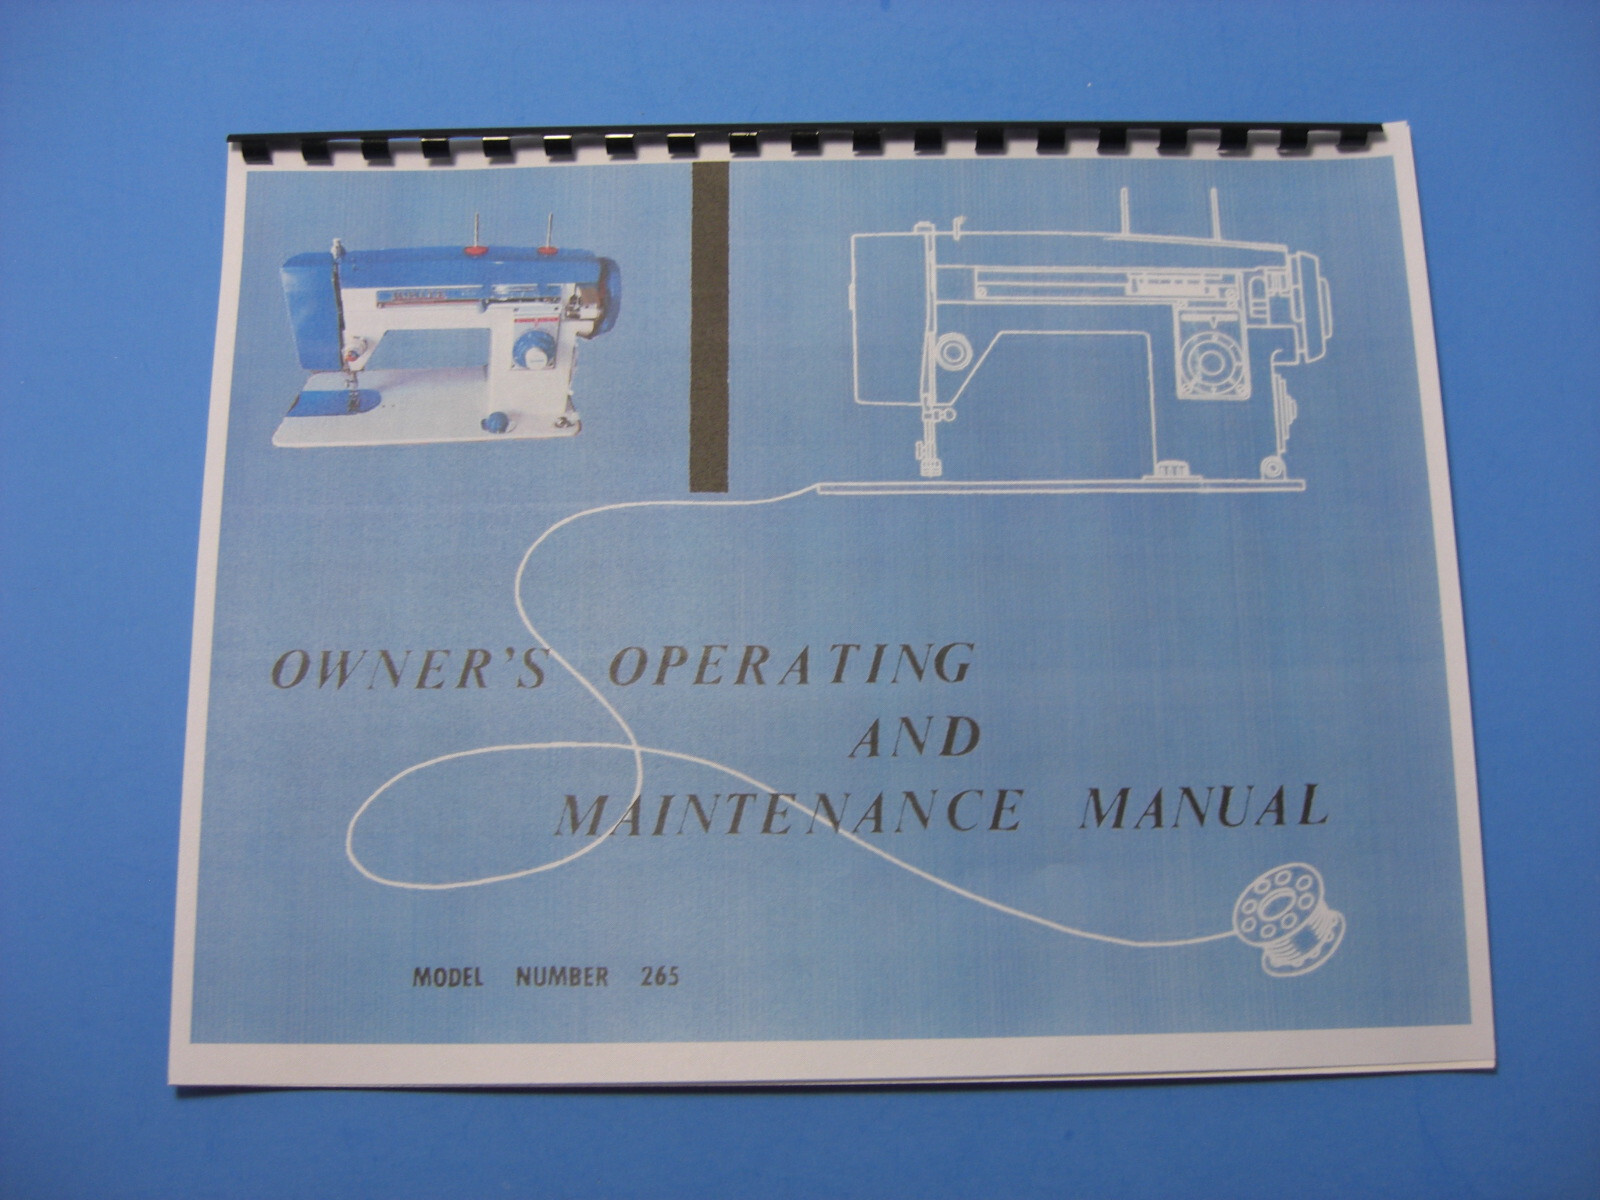 OWNER'S OPERATING
AND
MAINTENANCE MANUAL
MODEL NUMBER 265